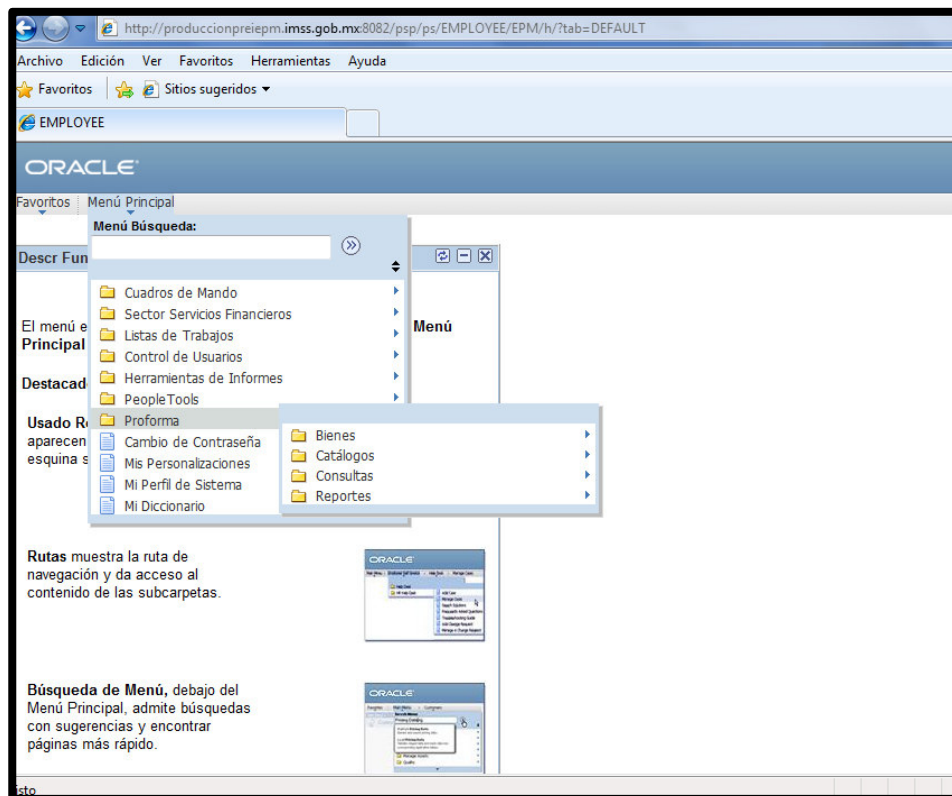 http://produccionpreiepm.imss.gob.mx:8082/psp/ps/EMPLOYEE/EPM/h/?tab=DEFAULT
Archivo Edición Ver Favoritos Herramientas Ayuda
Favoritos Sitios sugeridos
EMPLOYEE
ORACLE
Favoritos Menú Principal
Menú Búsqueda:
Descr Fun
Cuadros de Mando
Sector Servicios Financieros
El menú e Menú
Listas de Trabajos
Principal
Control de Usuarios
Herramientas de Informes
Destacad
PeopleTools
Usado R
Proforma
aparecen
Cambio de Contraseña
esquina s
Mis Personalizaciones
Mi Perfil de Sistema
Mi Diccionario
Bienes
Catálogos
Consultas
Reportes
Rutas muestra la ruta de
navegación y da acceso al
contenido de las subcarpetas.
ORACLE
Búsqueda de Menú, debajo del
Menú Principal, admite búsquedas
con sugerencias y encontrar
páginas más rápido.
ORACLE
isto